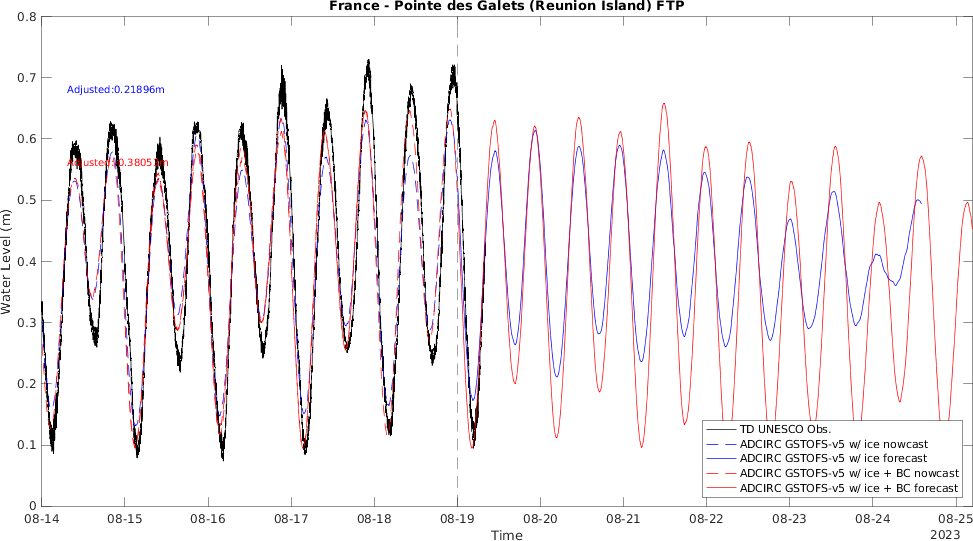 France - Pointe des Galets (Reunion Island) FTP
0.8
0.7
0.6
0.5
0.4
0.3
0.2
0.1
0
Water Level (m)
Adjusted:0.21896m
TD UNESCO Obs.
ADCIRC GSTOFS-v5 w/ ice nowcast
ADCIRC GSTOFS-v5 w/ ice forecast
ADCIRC GSTOFS-v5 w/ ice + BC nowcast
ADCIRC GSTOFS-v5 w/ ice + BC forecast
08-14 08-15 08-16 08-17 08-18 08-19 08-20 08-21 08-22 08-23 08-24 08-25
Time
2023